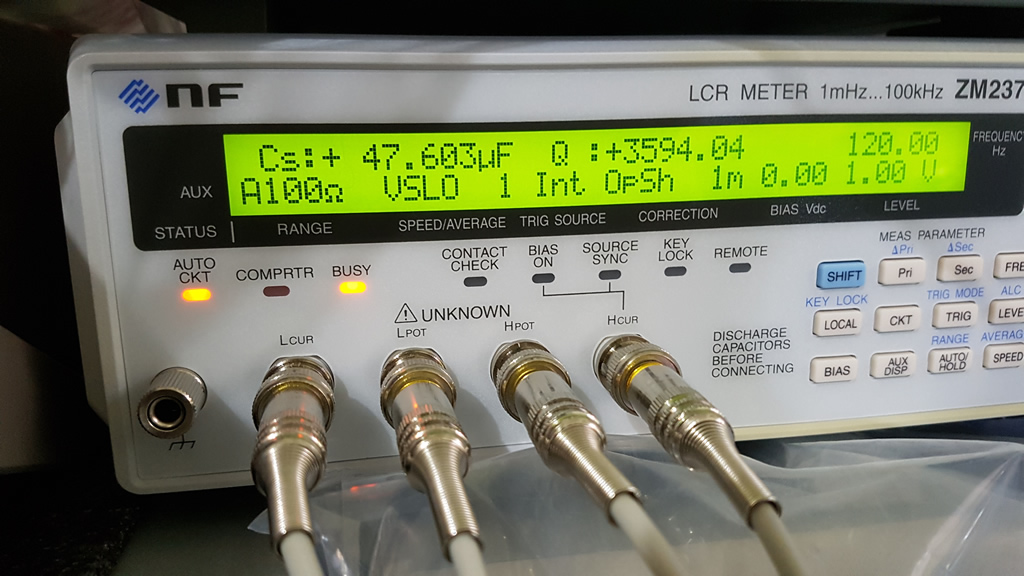 NF
LCR METER 1mHz...100kHz ZM237
Cs:+ 47.603µF Q :+3594.04 120.00
A100Ω VSLO 1 Int OpSh 1m 0.00 1.00 V
FREQUENC
Hz
AUX
STATUS
RANGE
SPEED/AVERAGE
TRIG SOURCE
CORRECTION
BIAS Vdc
LEVEL
AUTO
CKT
COMPRTR
BUSY
CONTACT
CHECK
BIAS
ON
SOURCE
SYNC
KEY
LOCK
REMOTE
MEAS PARAMETER
ΔPri
ΔSec
SHIFT
Pri
Sec
FRE
KEY LOCK
TRIG MODE
ALC
LOCAL
CKT
TRIG
LEVE
RANGE
AVERAG
BIAS
AUX
DISP
AUTO/
HOLD
SPEED
⚠ UNKNOWN
LCUR
LPOT
HPOT
HCUR
DISCHARGE
CAPACITORS
BEFORE
CONNECTING